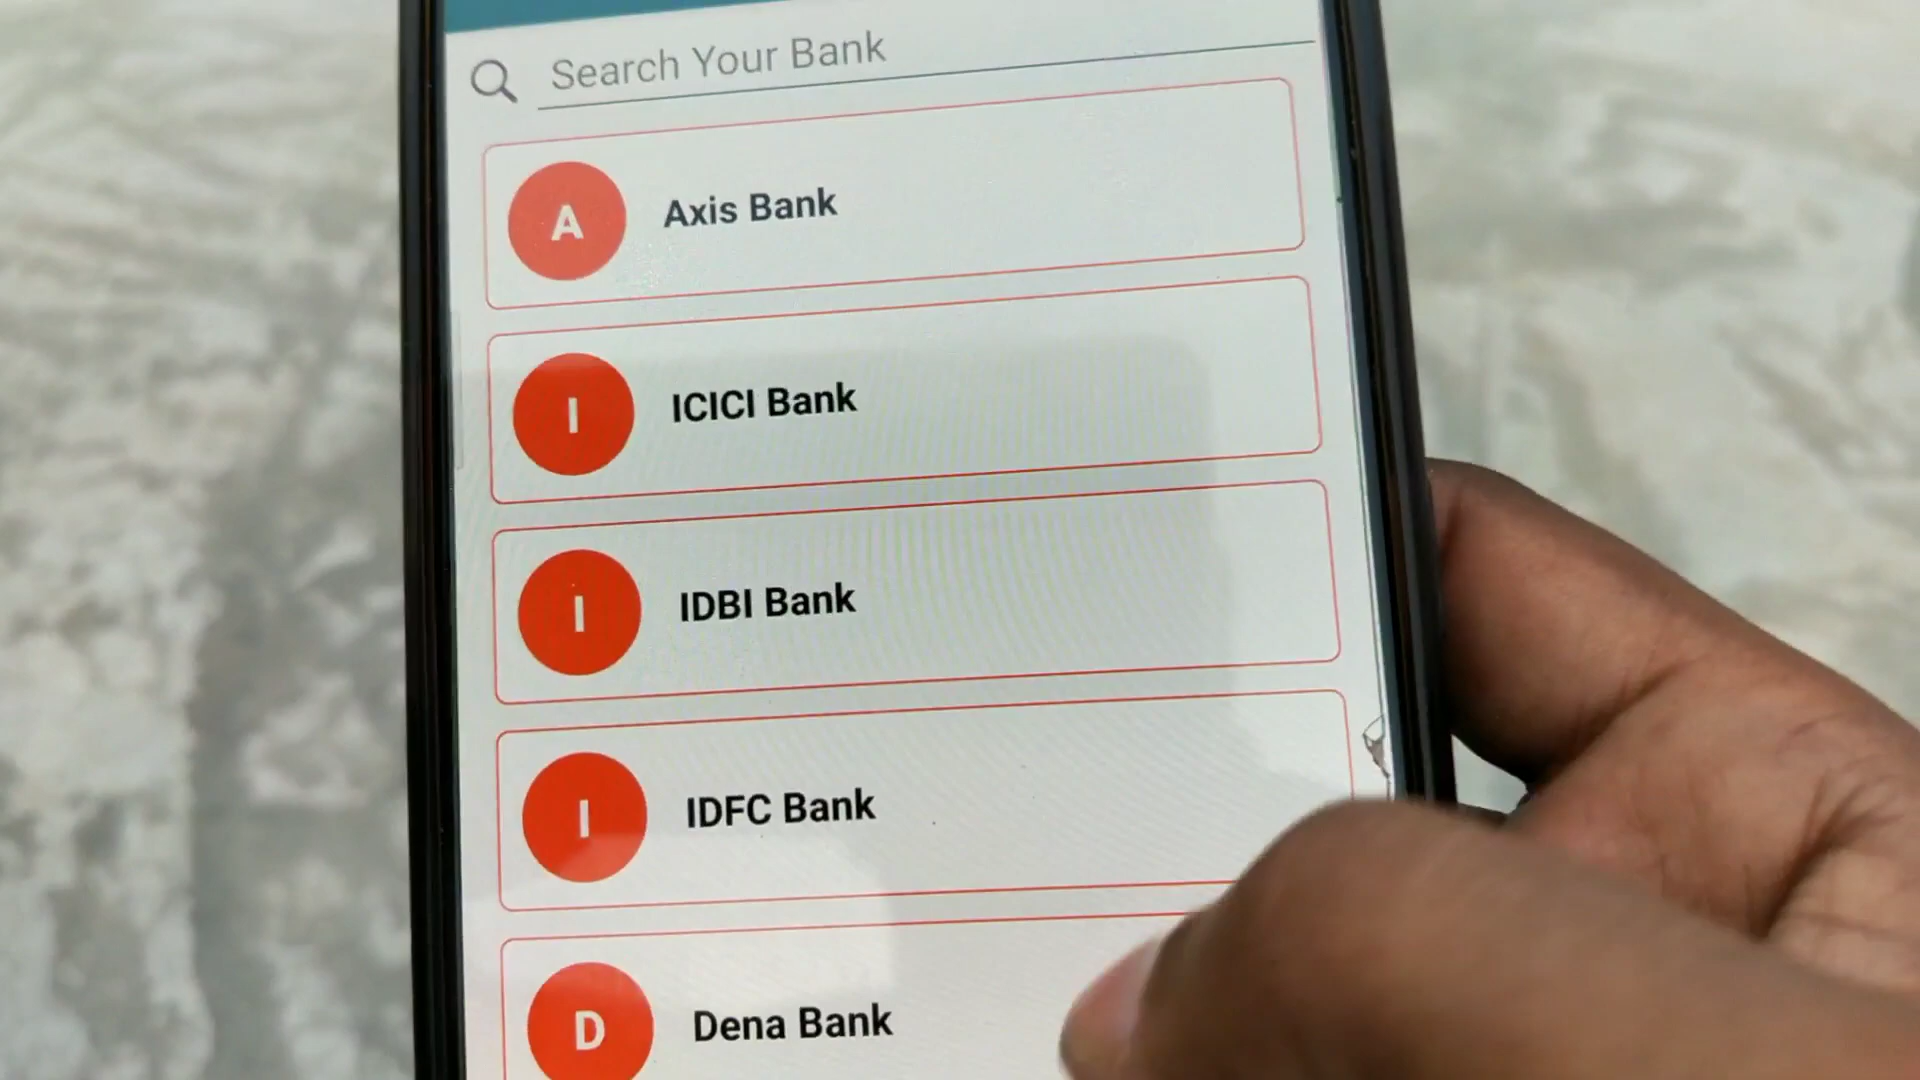 Search Your Bank
A Axis Bank
I ICICI Bank
I IDBI Bank
I IDFC Bank
D Dena Bank